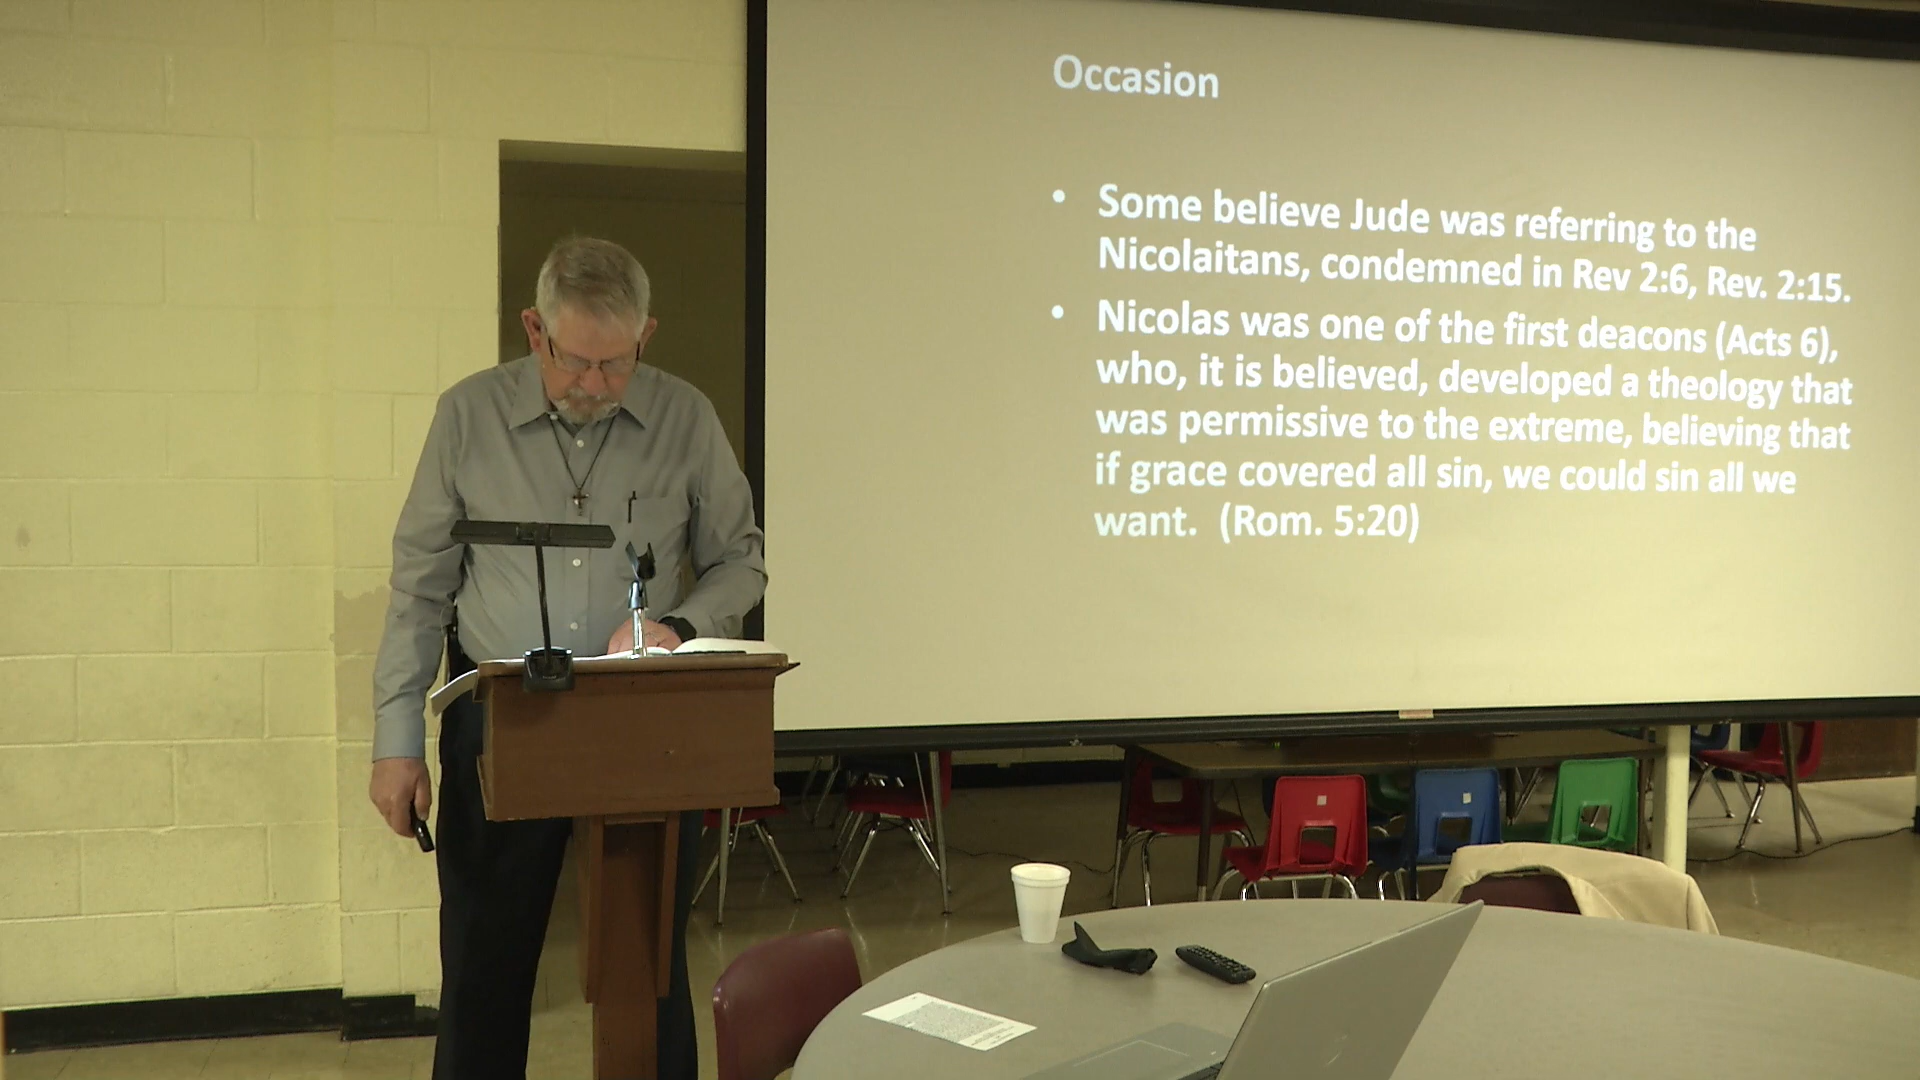 Occasion
• Some believe Jude was referring to the
Nicolaitans, condemned in Rev 2:6, Rev. 2:15.
• Nicolas was one of the first deacons (Acts 6),
who, it is believed, developed a theology that
was permissive to the extreme, believing that
if grace covered all sin, we could sin all we
want. (Rom. 5:20)